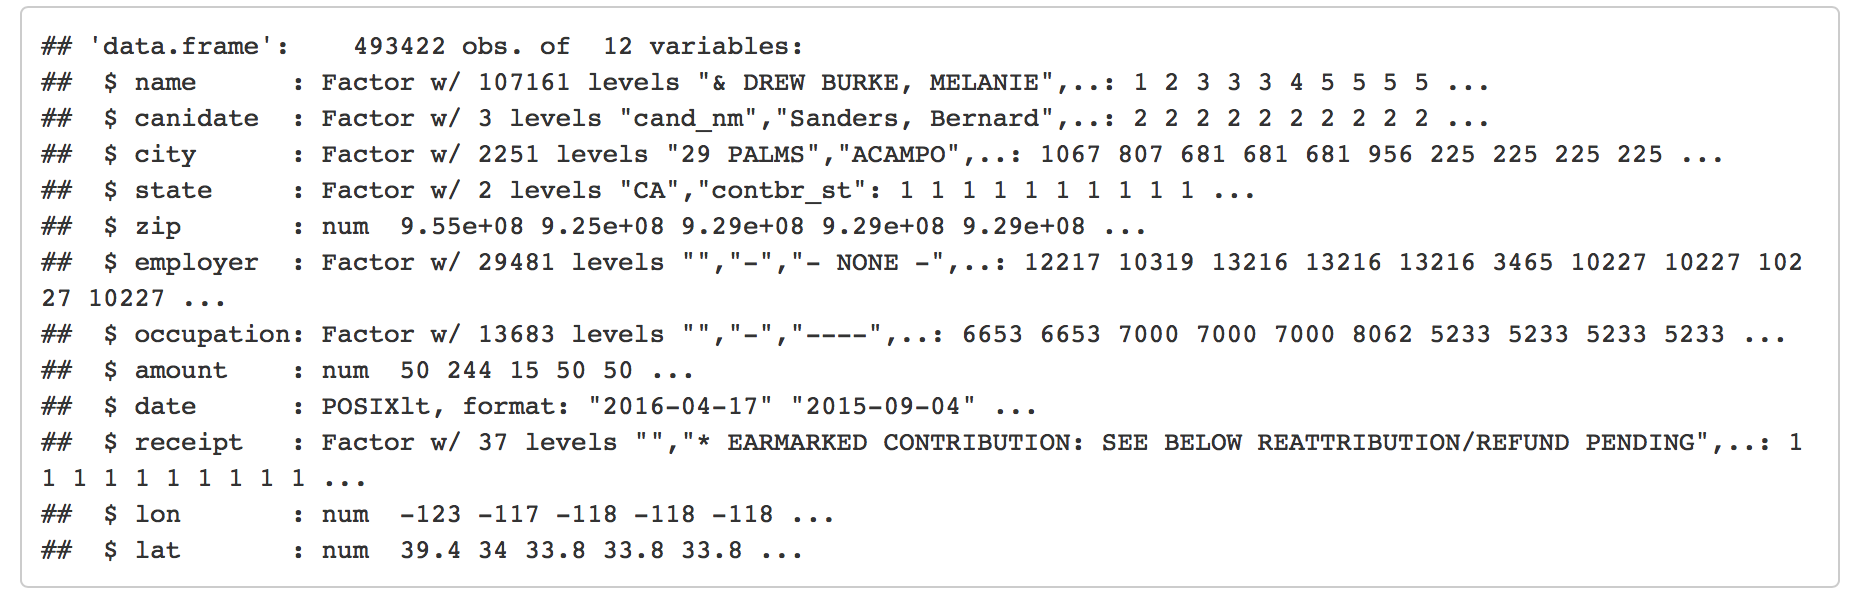 ## 'data.frame':    493422 obs. of  12 variables:
##  $ name      : Factor w/ 107161 levels "& DREW BURKE, MELANIE",..: 1 2 3 3 3 4 5 5 5 5 ...
##  $ canidate  : Factor w/ 3 levels "cand_nm","Sanders, Bernard",..: 2 2 2 2 2 2 2 2 2 2 ...
##  $ city      : Factor w/ 2251 levels "29 PALMS","ACAMPO",..: 1067 807 681 681 681 956 225 225 225 225 ...
##  $ state     : Factor w/ 2 levels "CA","contbr_st": 1 1 1 1 1 1 1 1 1 1 ...
##  $ zip       : num  9.55e+08 9.25e+08 9.29e+08 9.29e+08 9.29e+08 ...
##  $ employer  : Factor w/ 29481 levels "","-","- NONE -",..: 12217 10319 13216 13216 13216 3465 10227 10227 102
27 10227 ...
##  $ occupation: Factor w/ 13683 levels "","-","----",..: 6653 6653 7000 7000 7000 8062 5233 5233 5233 5233 ...
##  $ amount    : num  50 244 15 50 50 ...
##  $ date      : POSIXlt, format: "2016-04-17" "2015-09-04" ...
##  $ receipt   : Factor w/ 37 levels "","* EARMARKED CONTRIBUTION: SEE BELOW REATTRIBUTION/REFUND PENDING",..: 1
1 1 1 1 1 1 1 1 1 ...
##  $ lon       : num  -123 -117 -118 -118 -118 ...
##  $ lat       : num  39.4 34 33.8 33.8 33.8 ...